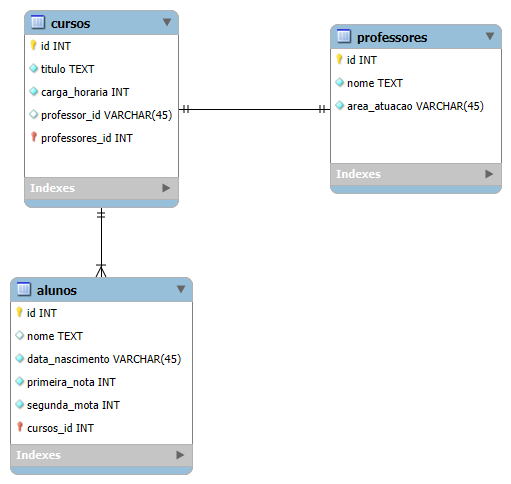 cursos
id INT
titulo TEXT
carga_horaria INT
professor_id VARCHAR(45)
professores_id INT
Indexes
professores
id INT
nome TEXT
area_atuacao VARCHAR(45)
Indexes
alunos
id INT
nome TEXT
data_nascimento VARCHAR(45)
primeira_nota INT
segunda_mota INT
cursos_id INT
Indexes